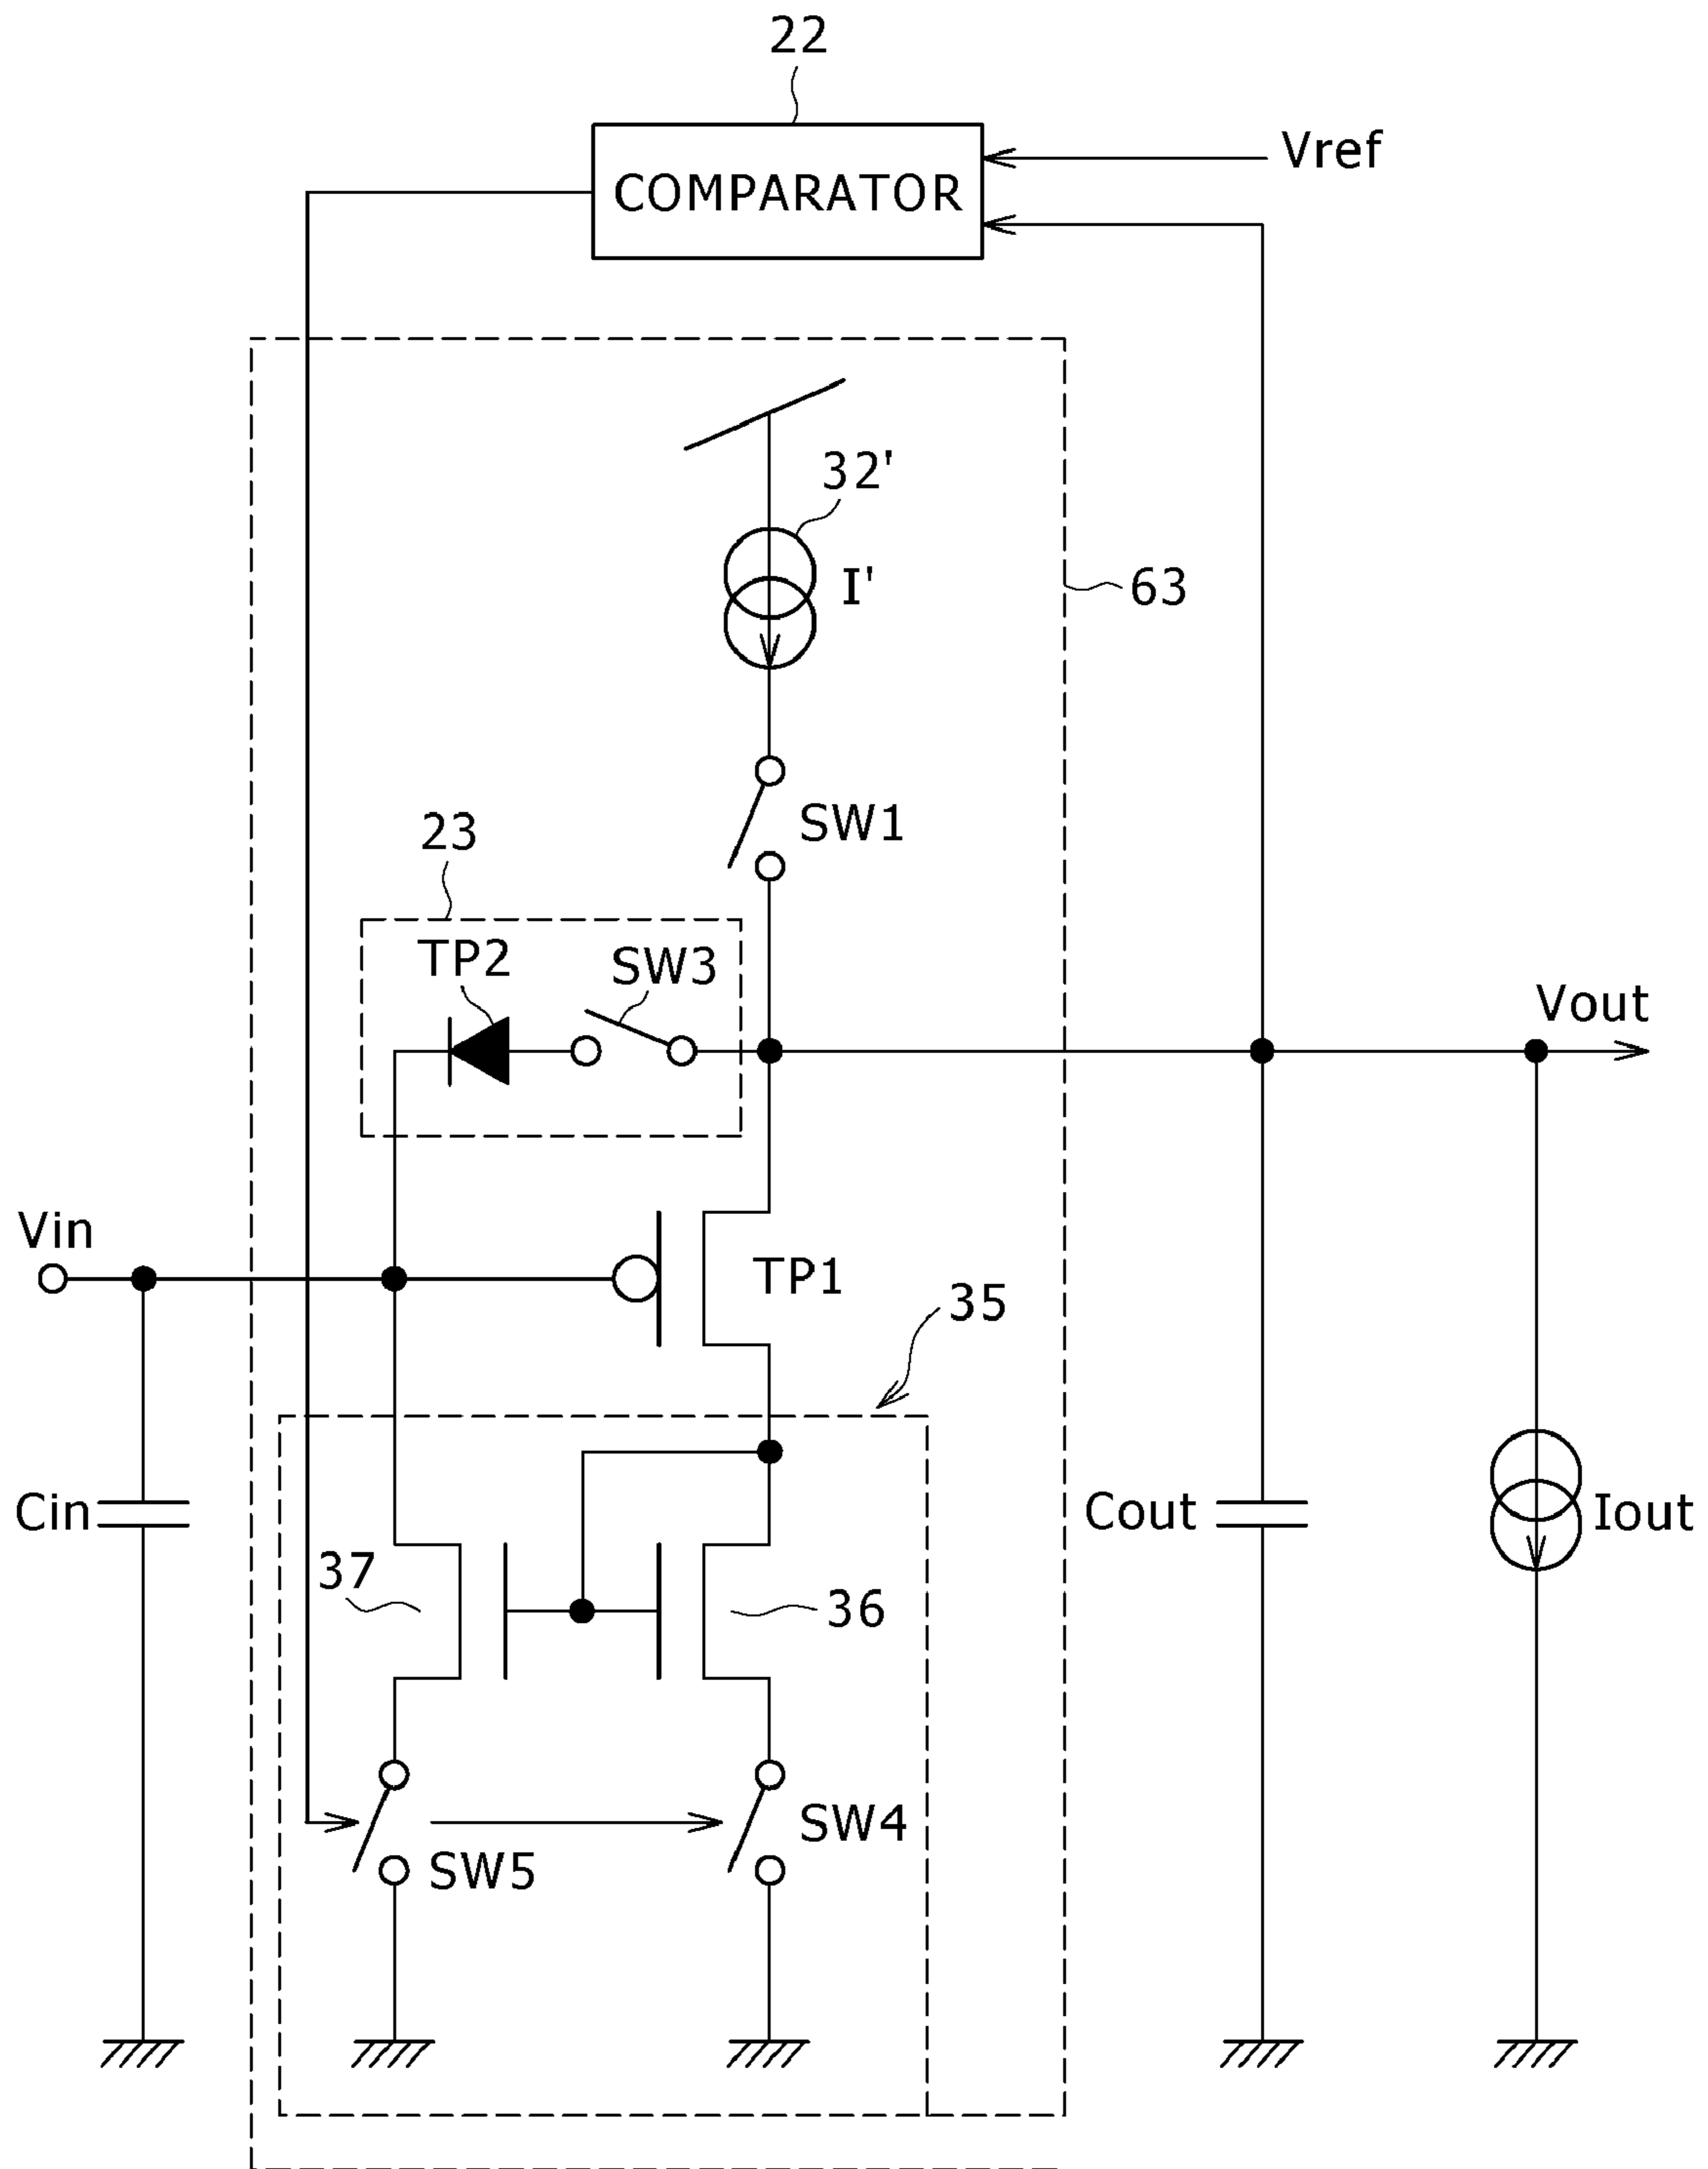 22
COMPARATOR
Vref
32'
I'
63
SW1
23
TP2
SW3
Vout
Vin
TP1
35
Cin
Cout
Iout
37
36
SW4
SW5